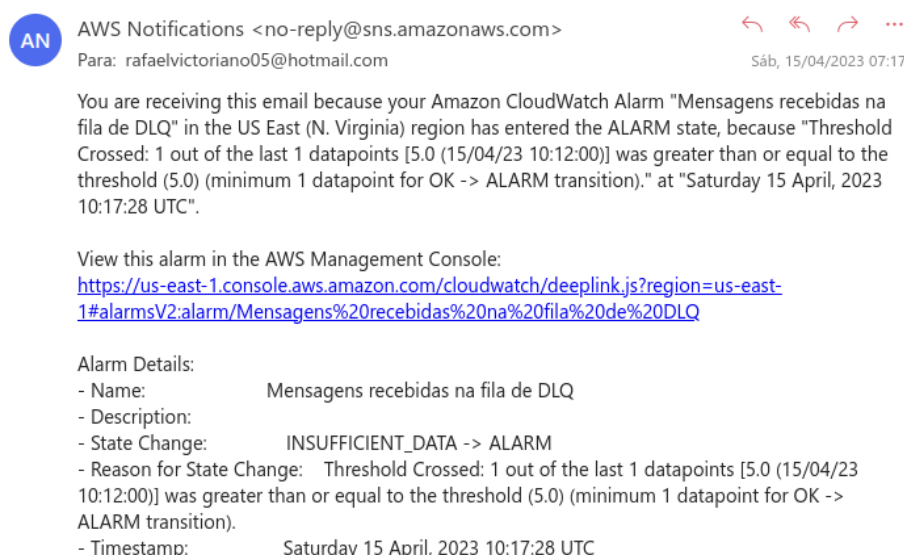 AN
AWS Notifications <no-reply@sns.amazonaws.com>
Para: rafaelvictoriano05@hotmail.com
Sáb, 15/04/2023 07:17
You are receiving this email because your Amazon CloudWatch Alarm "Mensagens recebidas na
fila de DLQ" in the US East (N. Virginia) region has entered the ALARM state, because "Threshold
Crossed: 1 out of the last 1 datapoints [5.0 (15/04/23 10:12:00)] was greater than or equal to the
threshold (5.0) (minimum 1 datapoint for OK -> ALARM transition)." at "Saturday 15 April, 2023
10:17:28 UTC".
View this alarm in the AWS Management Console:
https://us-east-1.console.aws.amazon.com/cloudwatch/deeplink.js?region=us-east-
1#alarmsV2:alarm/Mensagens%20recebidas%20na%20fila%20de%20DLQ
Alarm Details:
- Name: Mensagens recebidas na fila de DLQ
- Description:
- State Change: INSUFFICIENT_DATA -> ALARM
- Reason for State Change: Threshold Crossed: 1 out of the last 1 datapoints [5.0 (15/04/23
10:12:00)] was greater than or equal to the threshold (5.0) (minimum 1 datapoint for OK ->
ALARM transition).
- Timestamp: Saturday 15 April, 2023 10:17:28 UTC